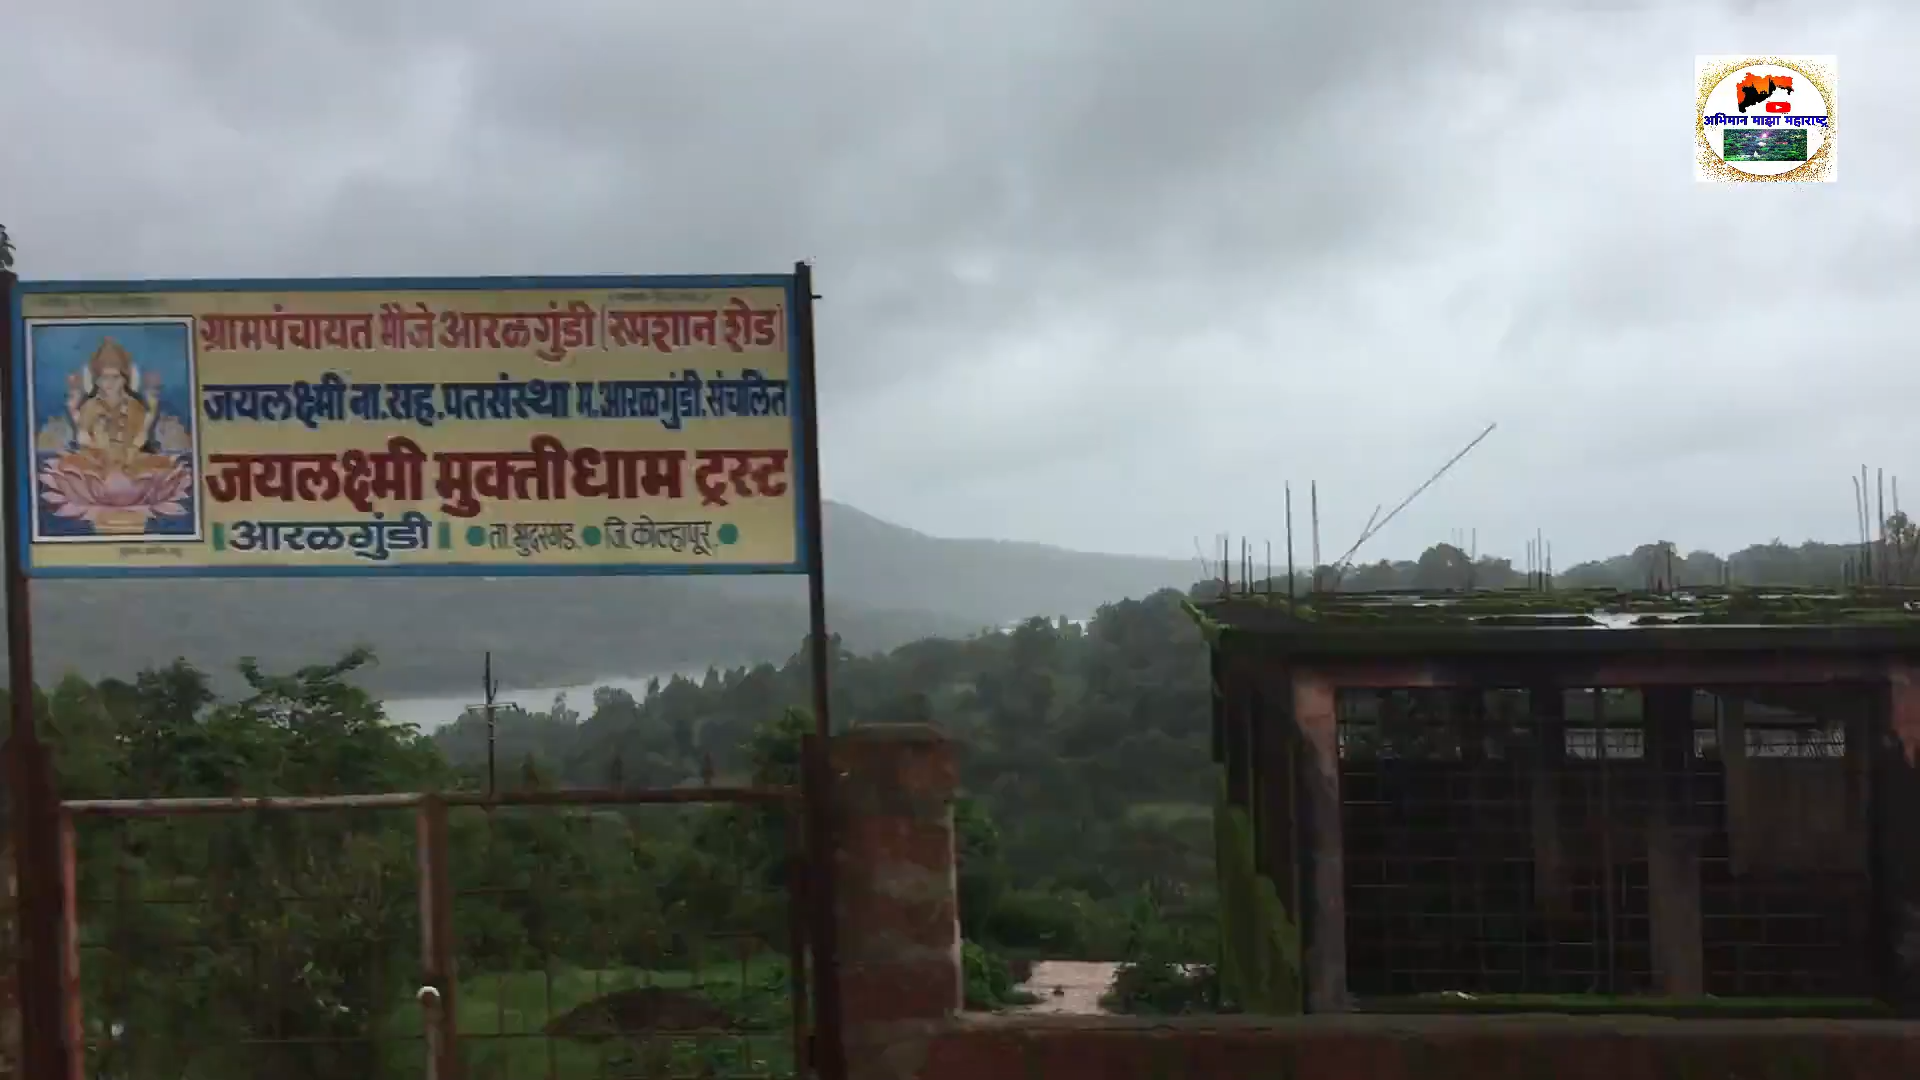 ग्रामपंचायत मौजे आरळगुंडी (स्मशान शेड)
जयलक्ष्मी ना.सह.पतसंस्था म.आरळगुंडी.संचलित
जयलक्ष्मी मुक्तीधाम ट्रस्ट
।आरळगुंडी। •ता.भुदरगड.•जि.कोल्हापूर.•
अभिमान माझा महाराष्ट्र